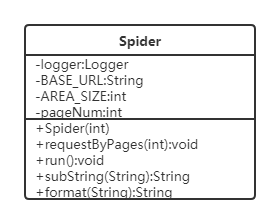 Spider
-logger:Logger
-BASE_URL:String
-AREA_SIZE:int
-pageNum:int
+Spider(int)
+requestByPages(int):void
+run():void
+subString(String):String
+format(String):String